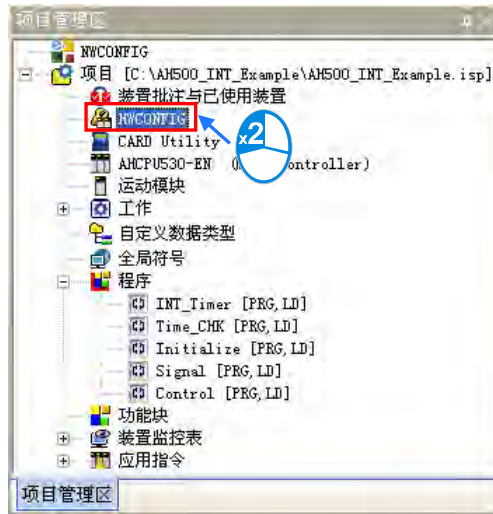 项目管理区
NWCONFIG
项目 [C:\AH500_INT_Example\AH500_INT_Example.isp]
装置批注与已使用装置
HWCONFIG
x2
CARD Utility
AHCPU530-EN ontroller)
运动模块
工作
自定义数据类型
全局符号
程序
INT_Timer [PRG,LD]
Time_CHK [PRG,LD]
Initialize [PRG,LD]
Signal [PRG,LD]
Control [PRG,LD]
功能块
装置监控表
应用指令
项目管理区